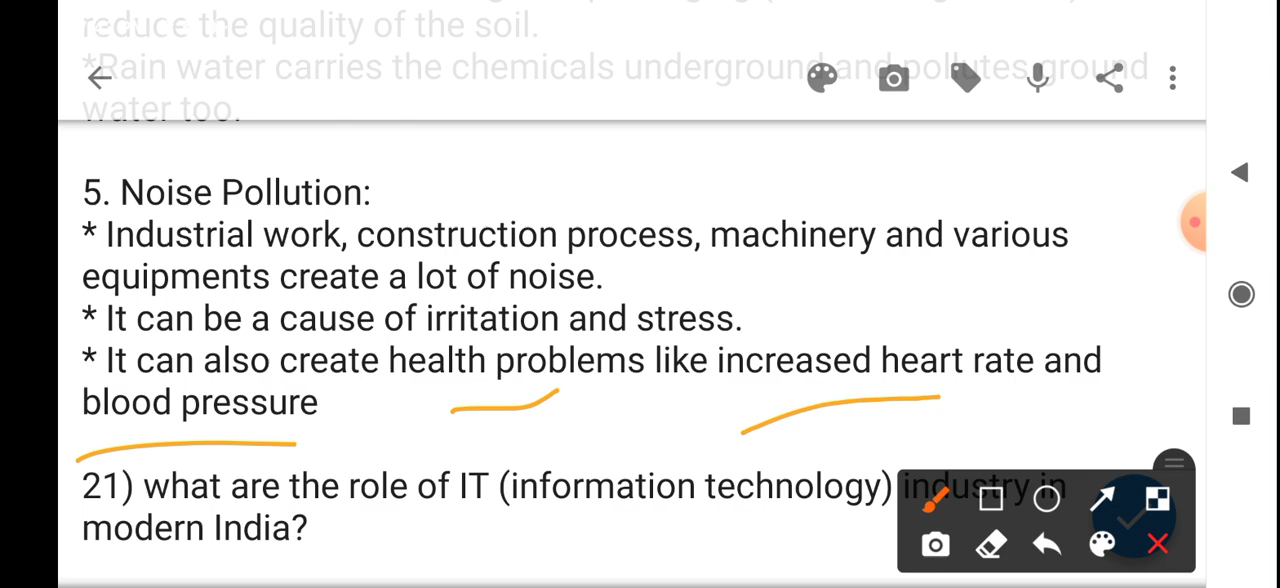 reduce the quality of the soil.
*Rain water carries the chemicals underground and pollutes ground
water too.
5. Noise Pollution:
* Industrial work, construction process, machinery and various
equipments create a lot of noise.
* It can be a cause of irritation and stress.
* It can also create health problems like increased heart rate and
blood pressure
21) what are the role of IT (information technology) industry in
modern India?